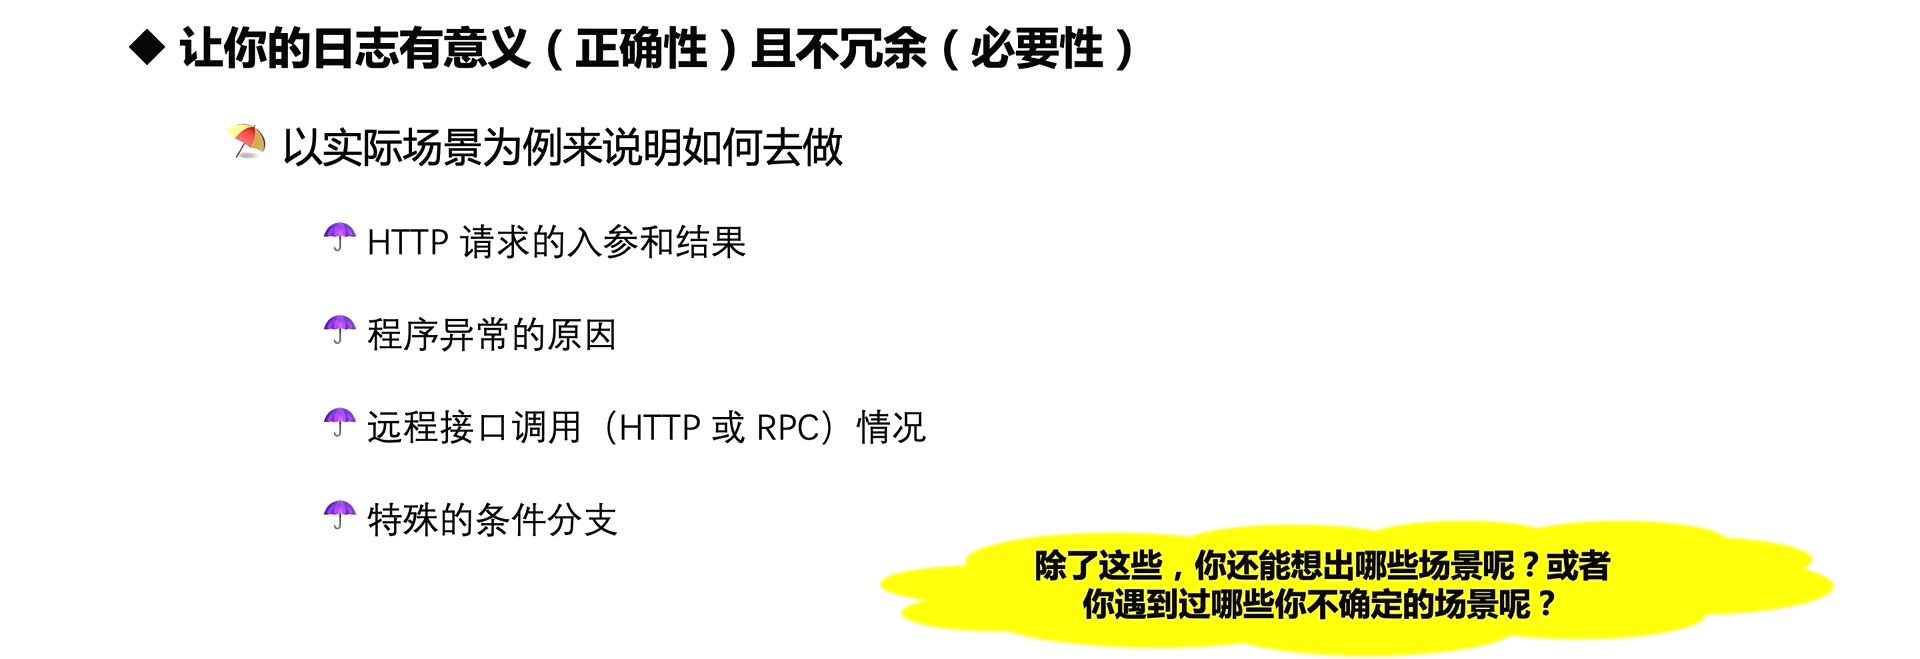 让你的日志有意义（正确性）且不冗余（必要性）
以实际场景为例来说明如何去做
HTTP 请求的入参和结果
程序异常的原因
远程接口调用（HTTP 或 RPC）情况
特殊的条件分支
除了这些，你还能想出哪些场景呢？或者
你遇到过哪些你不确定的场景呢？